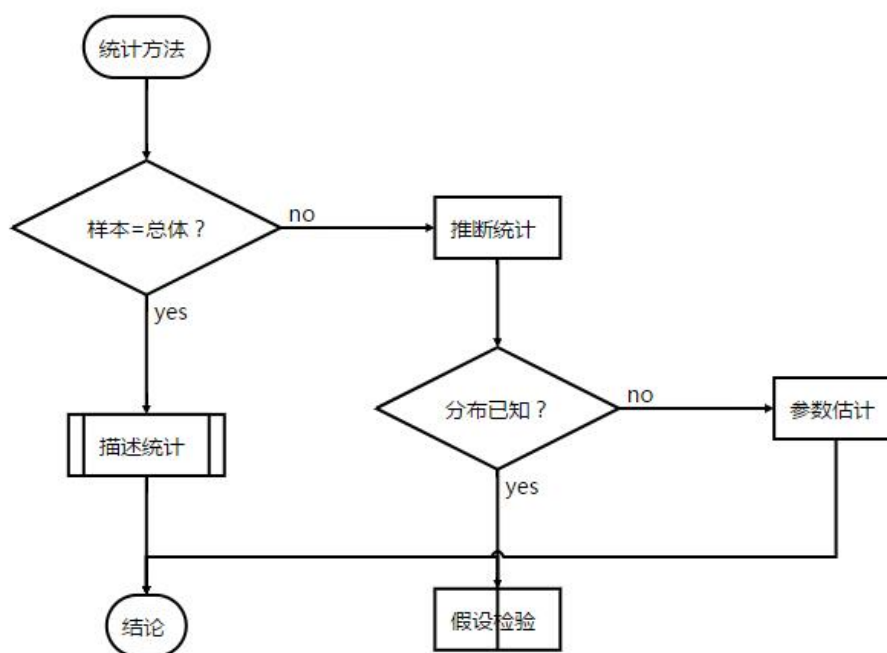 统计方法
样本=总体？
no
推断统计
yes
分布已知？
no
参数估计
描述统计
yes
结论
假设检验